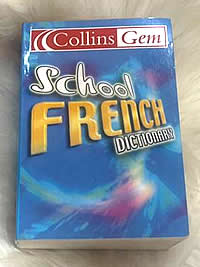 Collins Gem
School
FRENCH
DICTIONARY